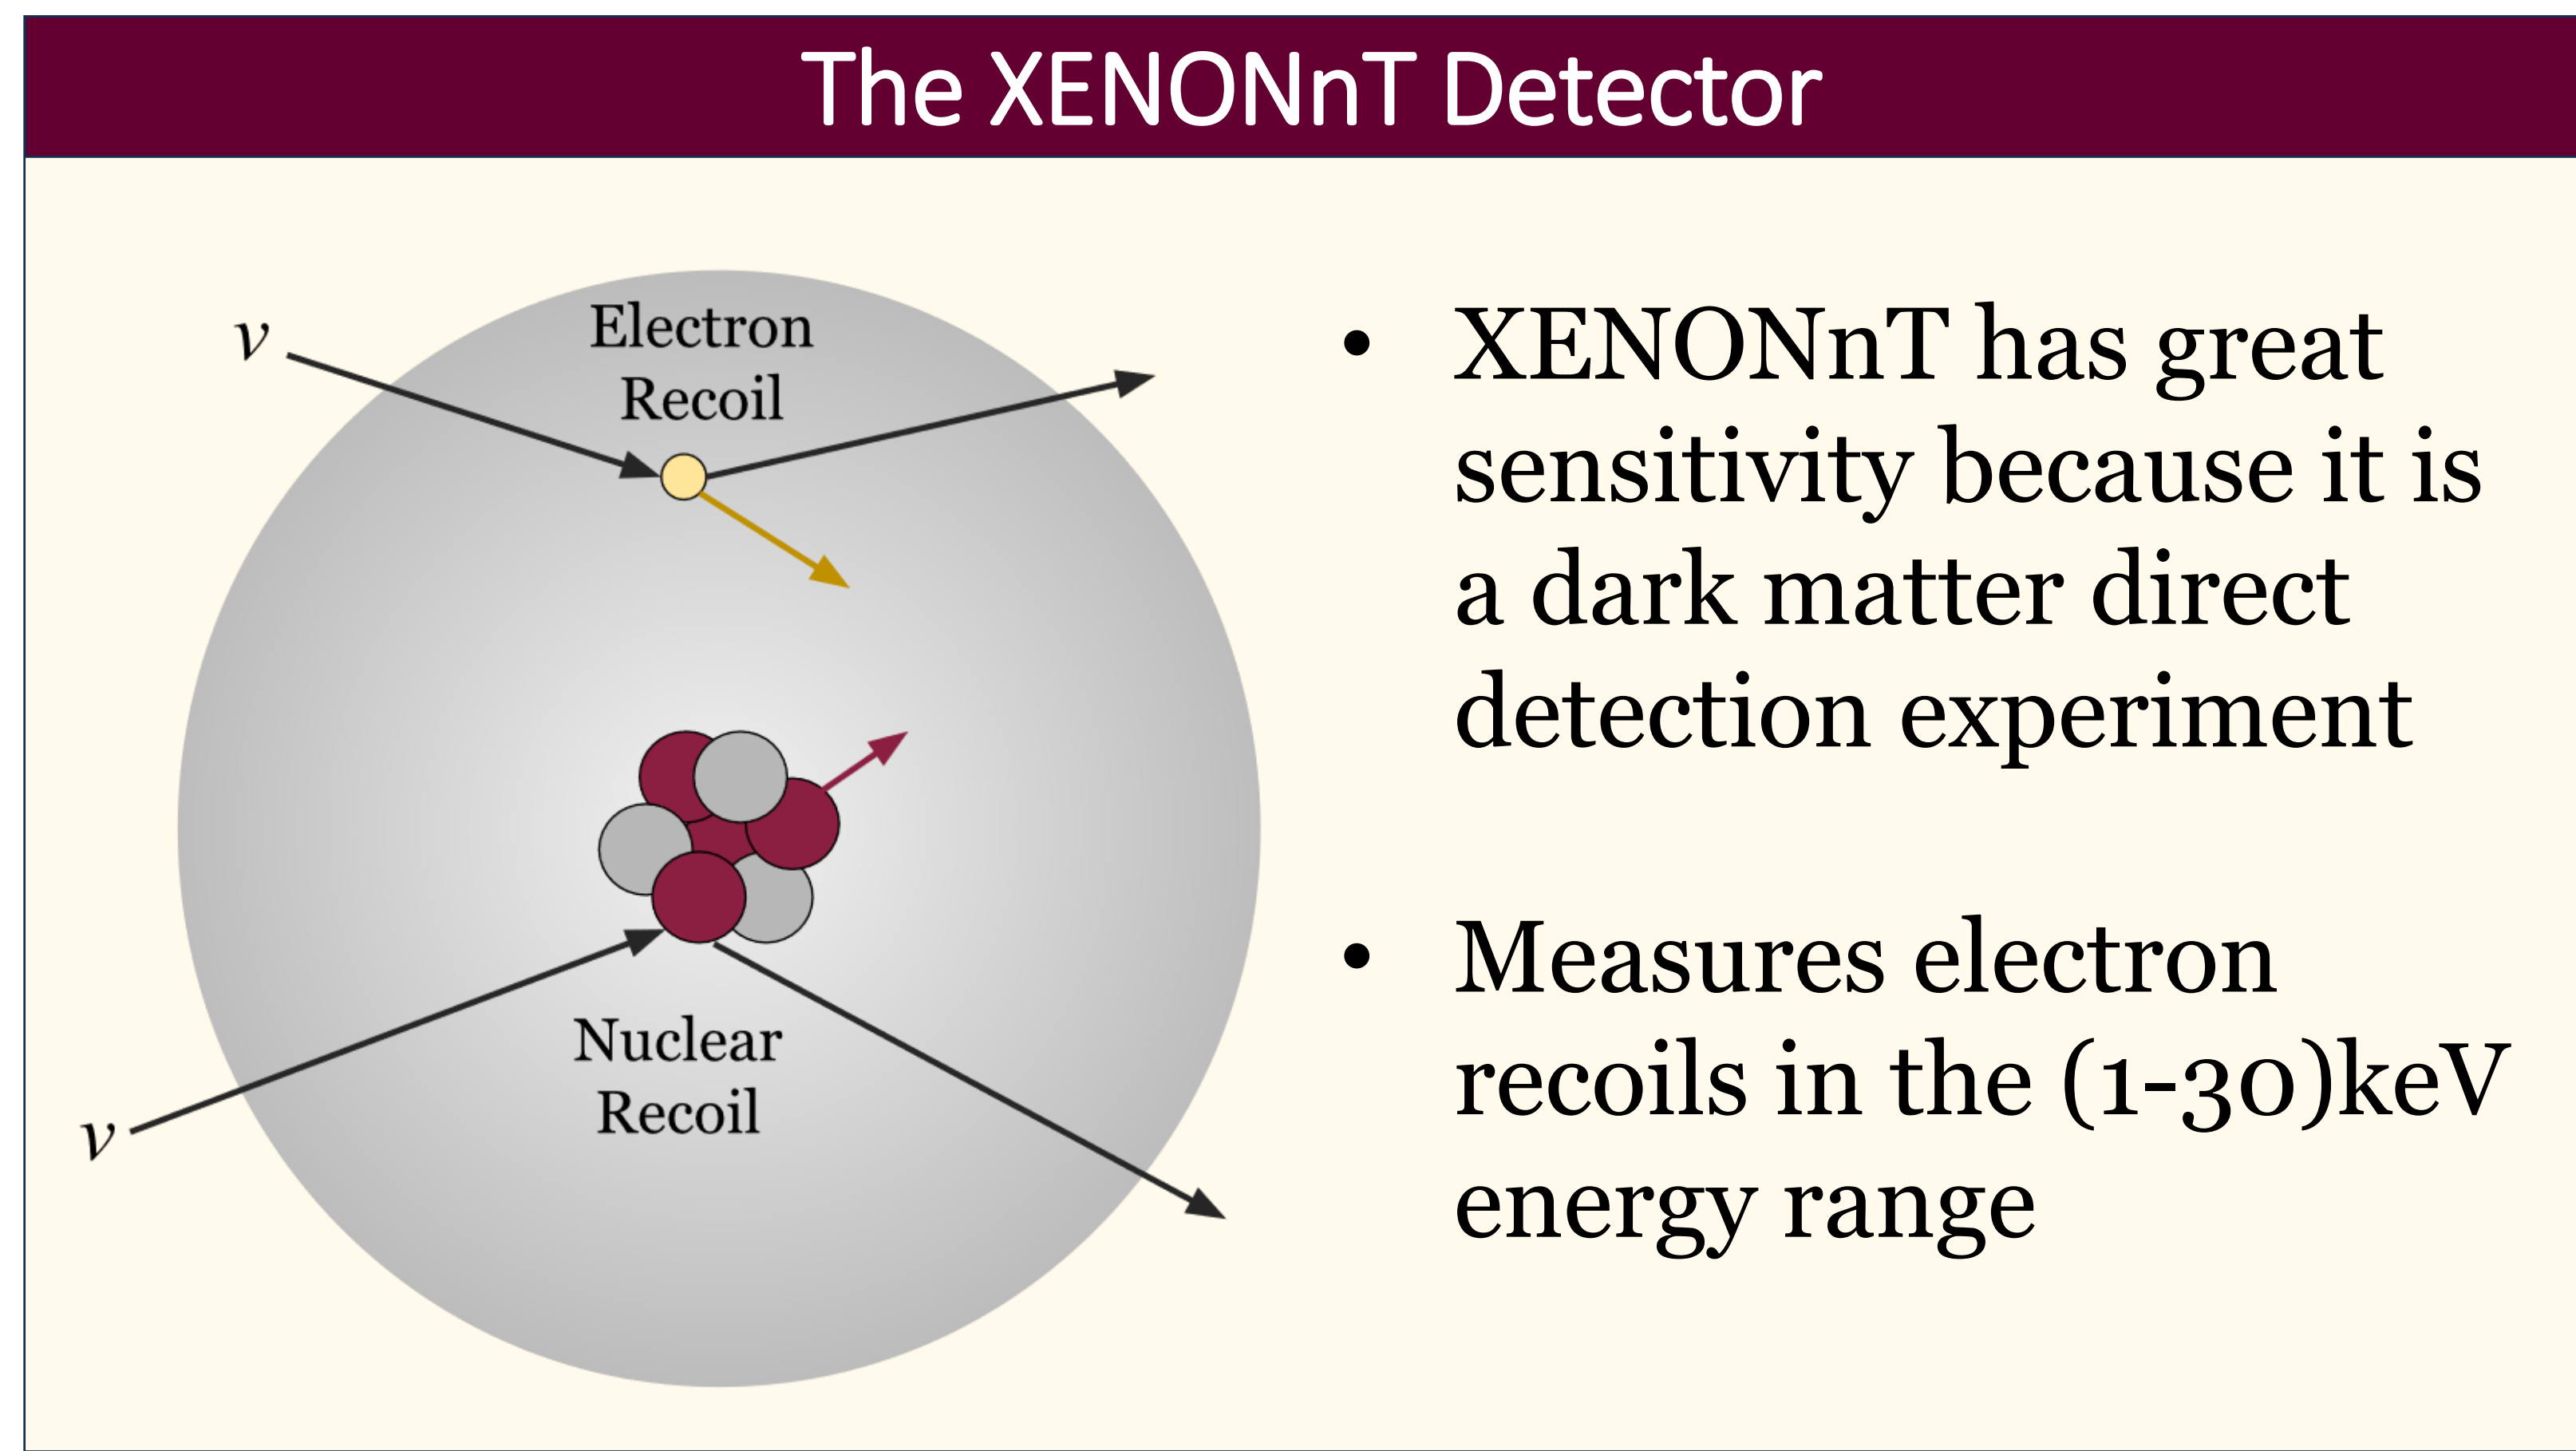 The XENONnT Detector
ν
Electron
Recoil
Nuclear
Recoil
ν
• XENONnT has great
sensitivity because it is
a dark matter direct
detection experiment
• Measures electron
recoils in the (1-30)keV
energy range